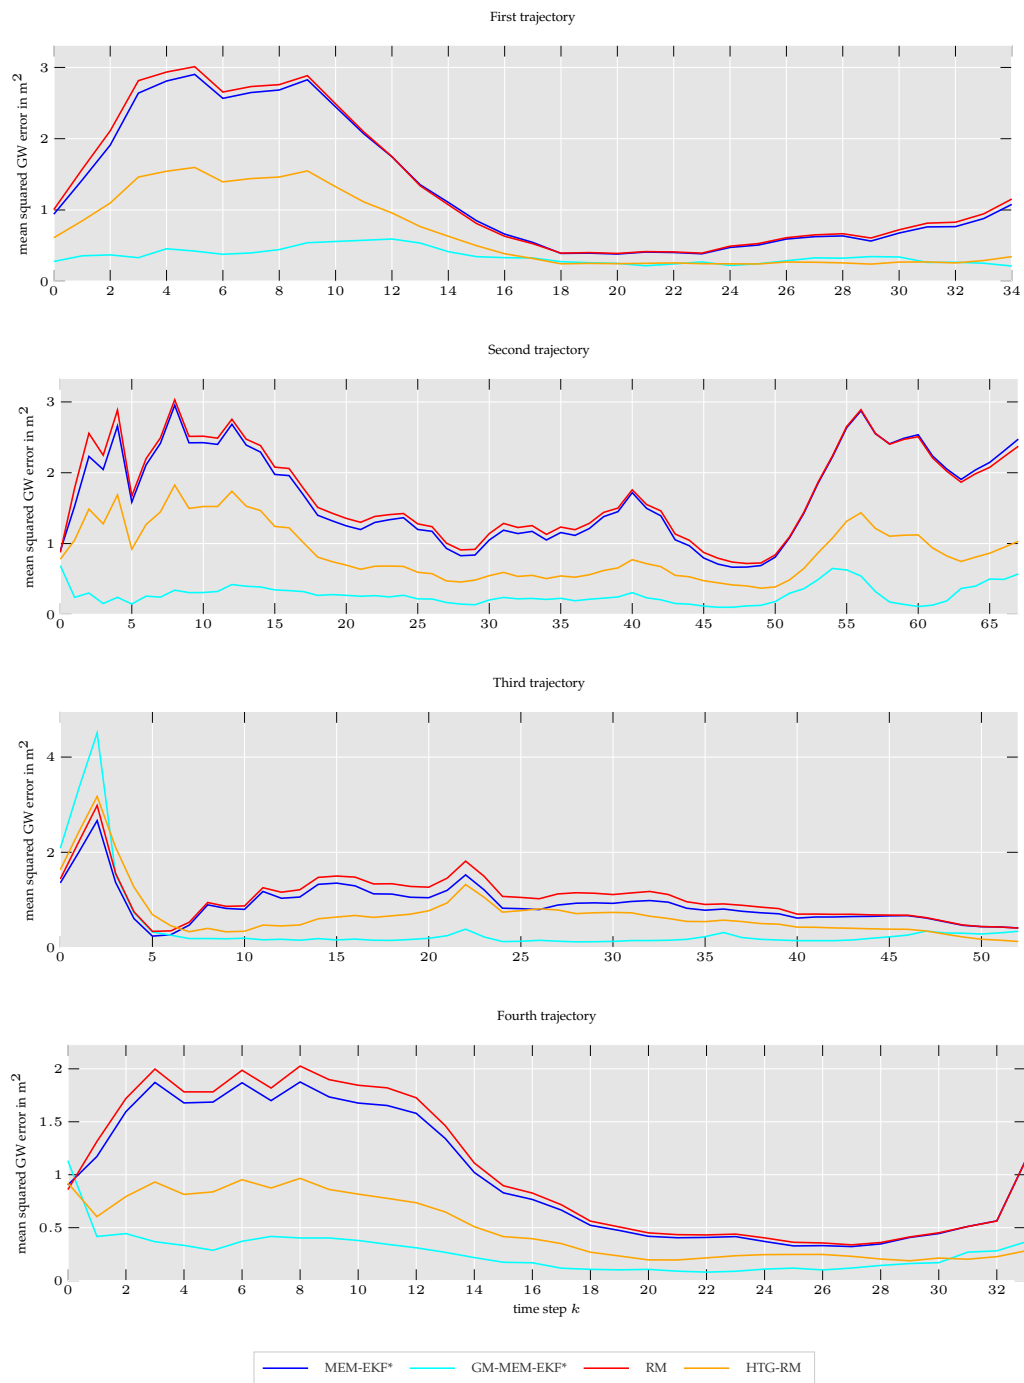 First trajectory
mean squared GW error in m²
3
2
1
0
0 2 4 6 8 10 12 14 16 18 20 22 24 26 28 30 32 34
Second trajectory
mean squared GW error in m²
3
2
1
0
0 5 10 15 20 25 30 35 40 45 50 55 60 65
Third trajectory
mean squared GW error in m²
4
2
0
0 5 10 15 20 25 30 35 40 45 50
Fourth trajectory
mean squared GW error in m²
2
1.5
1
0.5
0
0 2 4 6 8 10 12 14 16 18 20 22 24 26 28 30 32
time step k
MEM-EKF* GM-MEM-EKF* RM HTG-RM